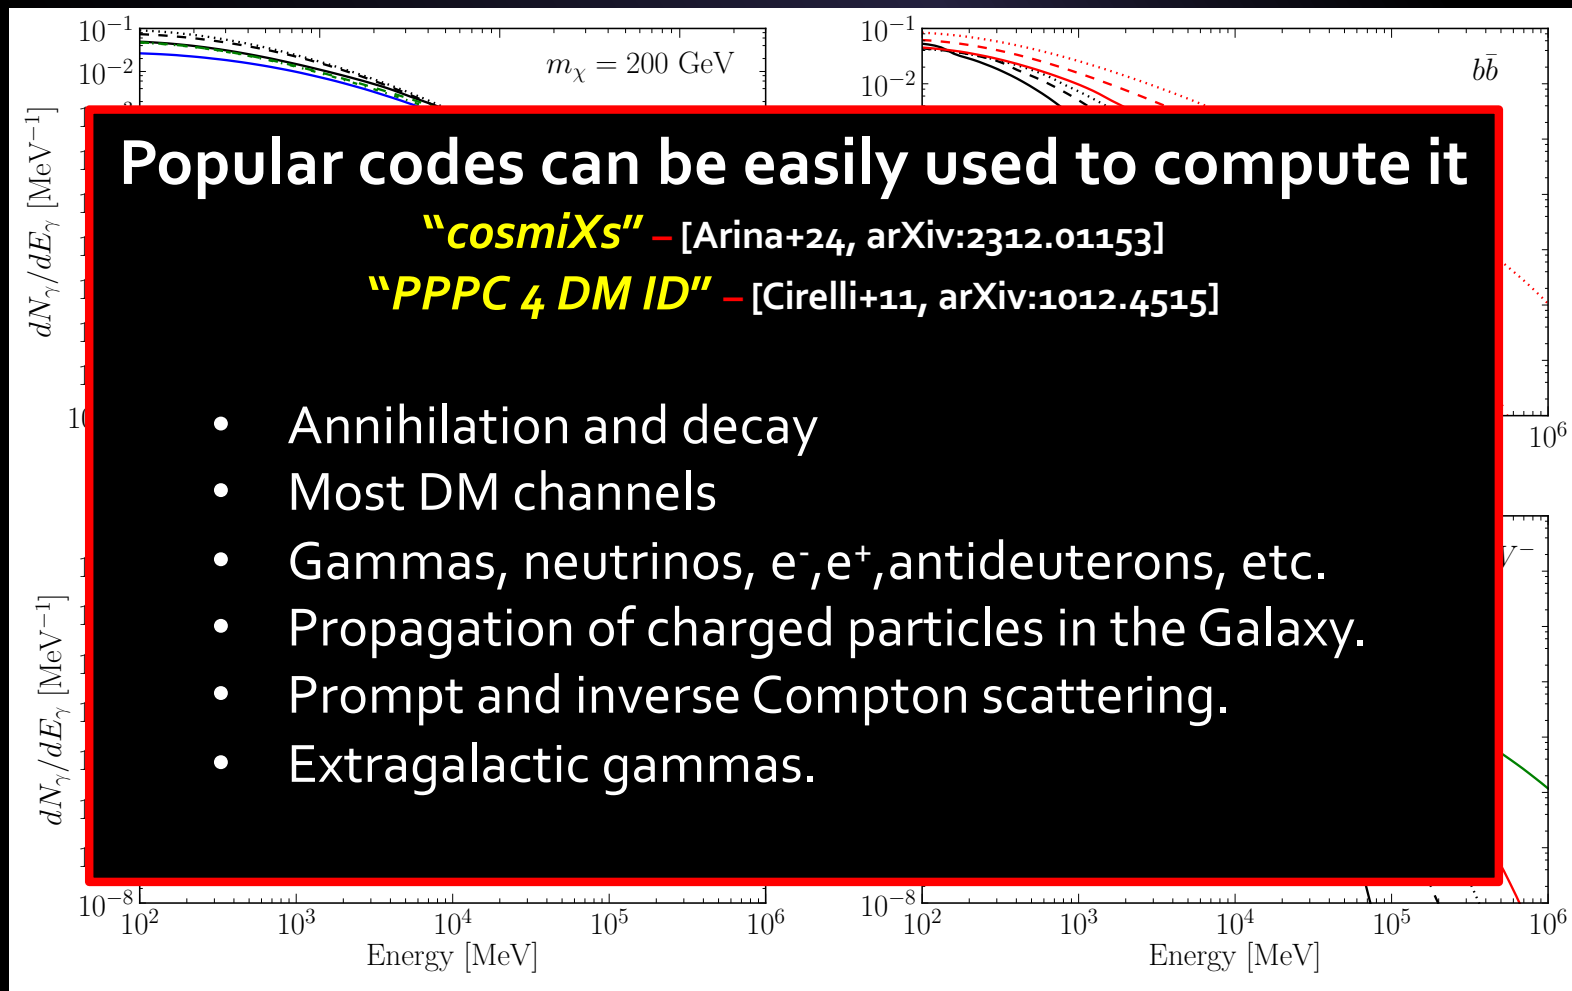 10⁻¹
10⁻²
m_χ = 200 GeV
dN_γ/dE_γ [MeV⁻¹]
10⁻¹
10⁻²
bb̄
Popular codes can be easily used to compute it
“cosmiXs” – [Arina+24, arXiv:2312.01153]
“PPPC 4 DM ID” – [Cirelli+11, arXiv:1012.4515]
• Annihilation and decay
• Most DM channels
• Gammas, neutrinos, e⁻,e⁺,antideuterons, etc.
• Propagation of charged particles in the Galaxy.
• Prompt and inverse Compton scattering.
• Extragalactic gammas.
10⁶
dN_γ/dE_γ [MeV⁻¹]
10⁻⁸
10² 10³ 10⁴ 10⁵ 10⁶
Energy [MeV]
10⁻⁸
10² 10³ 10⁴ 10⁵ 10⁶
Energy [MeV]